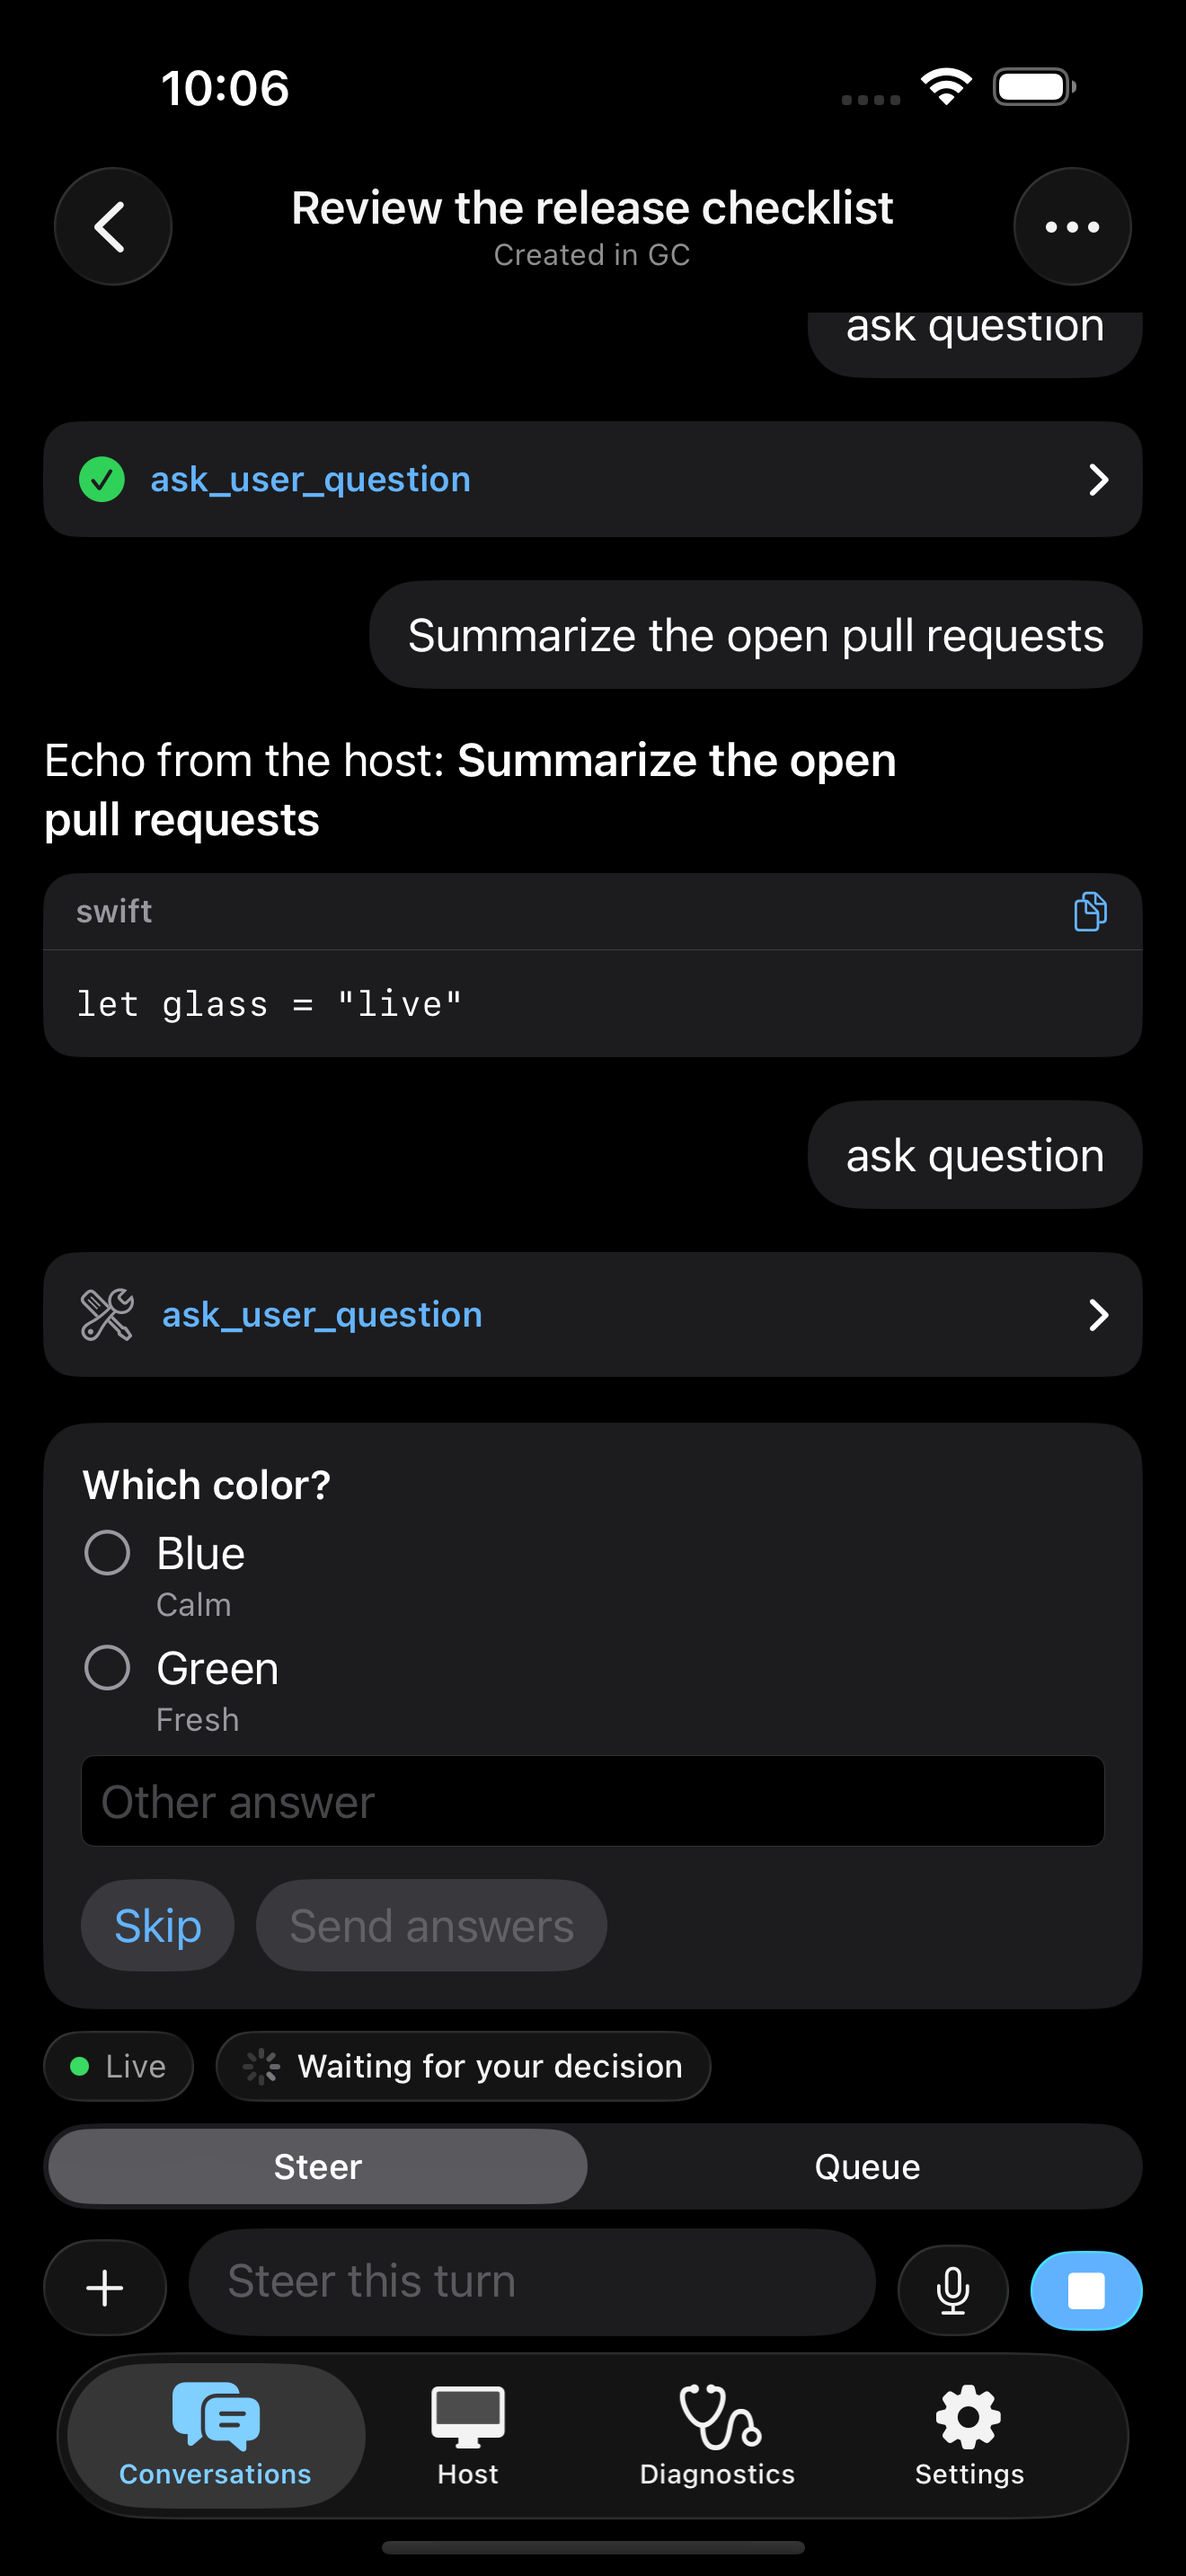 10:06
Review the release checklist
Created in GC
ask question
ask_user_question
Summarize the open pull requests
Echo from the host: Summarize the open
pull requests
swift
let glass = "live"
ask question
ask_user_question
Which color?
Blue
Calm
Green
Fresh
Other answer
Skip
Send answers
Live
Waiting for your decision
Steer
Queue
Steer this turn
Conversations
Host
Diagnostics
Settings